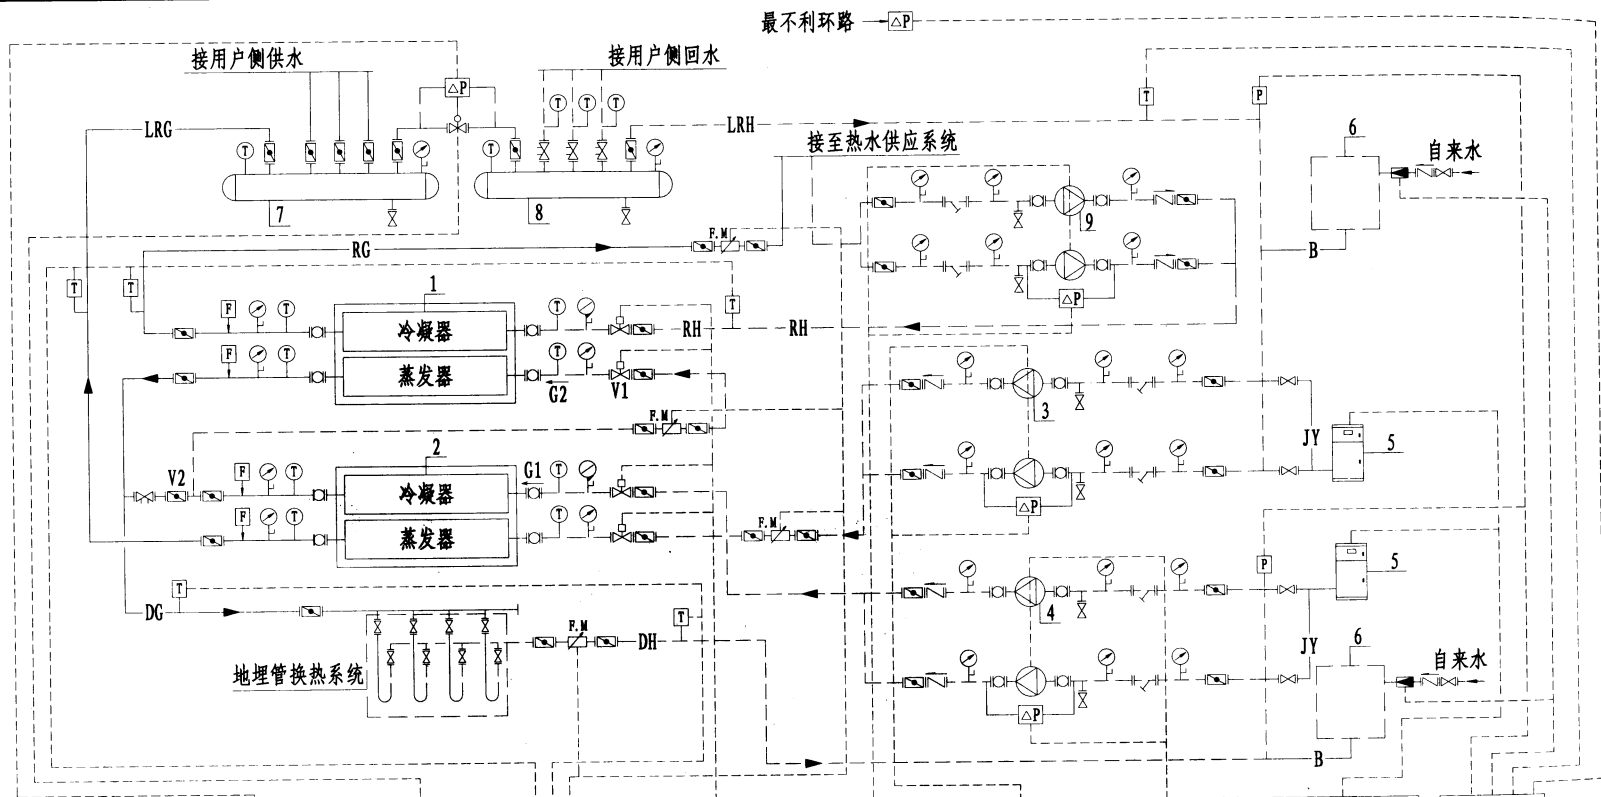 最不利环路 △P
接用户侧供水
接用户侧回水
△P
T T T
T P
LRG
LRH
接至热水供应系统
6
自来水
T
T
7
8
9
F.M
RG
B
△P
T T T
1
F T
冷凝器
T
RH
RH
F T
蒸发器
T
G2
V1
3
F.M
JY
5
2
V2
F T
冷凝器
G1
T
△P
F T
蒸发器
T
F.M
P
5
T
DG
4
T
F.M
DH
JY
6
自来水
地埋管换热系统
△P
B